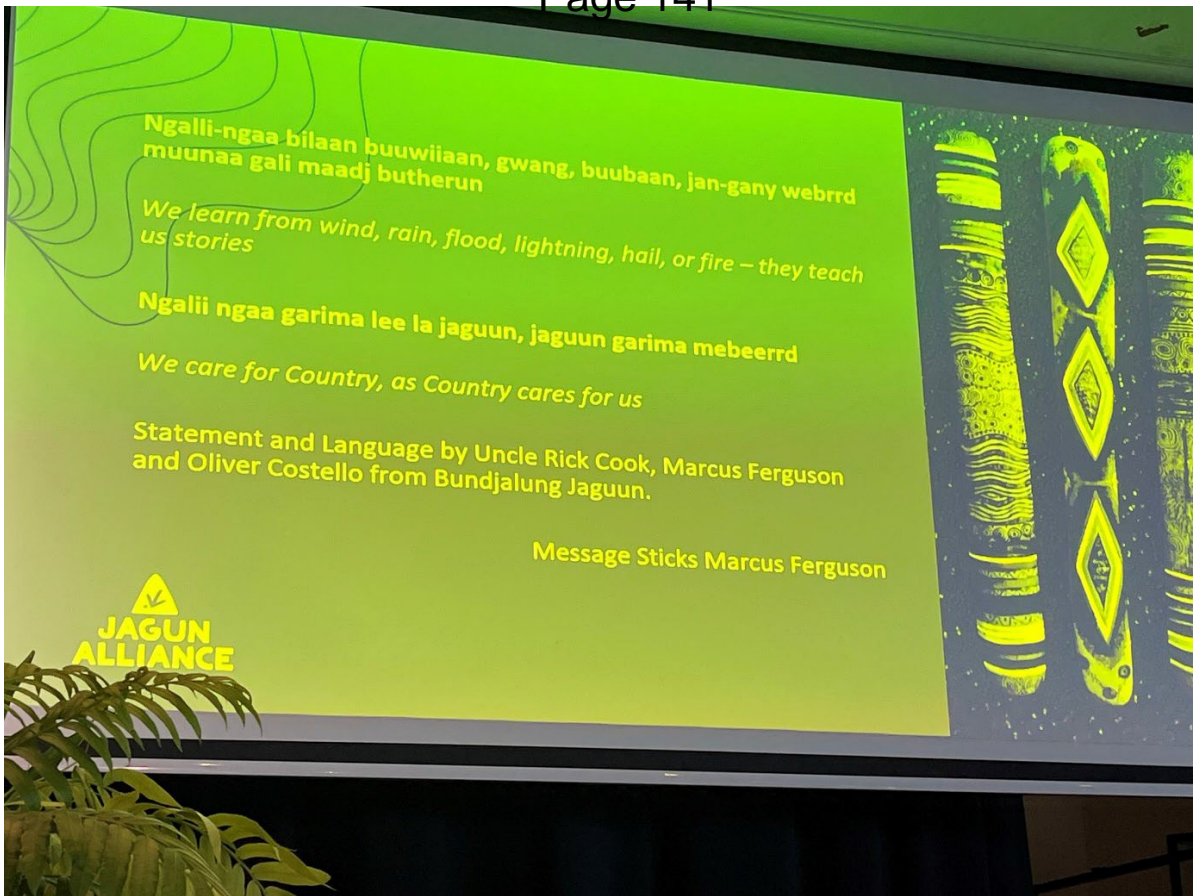 Page 141
Ngalli-ngaa bilaan buuwiiaan, gwang, buubaan, jan-gany webrrd
muunaa gali maadj butherun
We learn from wind, rain, flood, lightning, hail, or fire – they teach
us stories
Ngalii ngaa garima lee la jaguun, jaguun garima mebeerrd
We care for Country, as Country cares for us
Statement and Language by Uncle Rick Cook, Marcus Ferguson
and Oliver Costello from Bundjalung Jaguun.
Message Sticks Marcus Ferguson
JAGUN
ALLIANCE